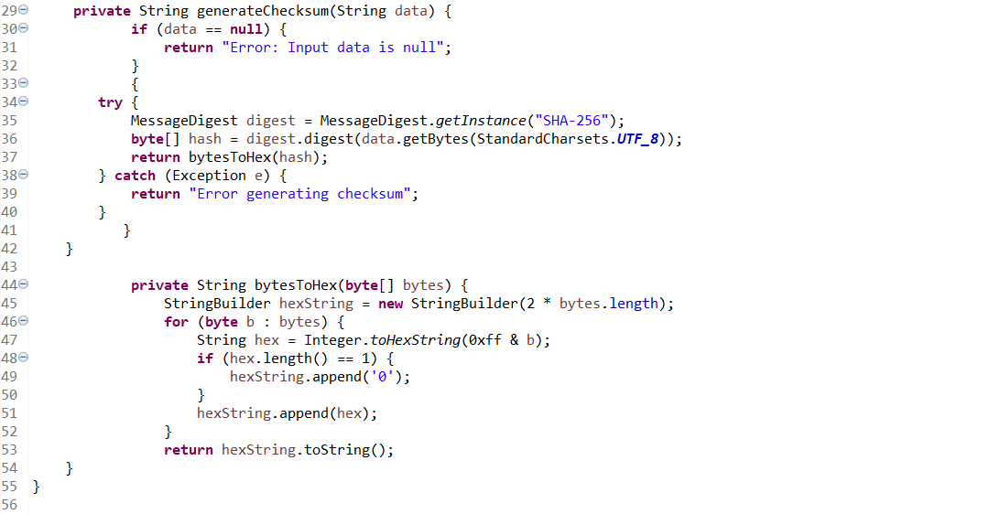 29 private String generateChecksum(String data) {
30 if (data == null) {
31 return "Error: Input data is null";
32 }
33 {
34 try {
35 MessageDigest digest = MessageDigest.getInstance("SHA-256");
36 byte[] hash = digest.digest(data.getBytes(StandardCharsets.UTF_8));
37 return bytesToHex(hash);
38 } catch (Exception e) {
39 return "Error generating checksum";
40 }
41 }
42 }
43
44 private String bytesToHex(byte[] bytes) {
45 StringBuilder hexString = new StringBuilder(2 * bytes.length);
46 for (byte b : bytes) {
47 String hex = Integer.toHexString(0xff & b);
48 if (hex.length() == 1) {
49 hexString.append('0');
50 }
51 hexString.append(hex);
52 }
53 return hexString.toString();
54 }
55 }
56